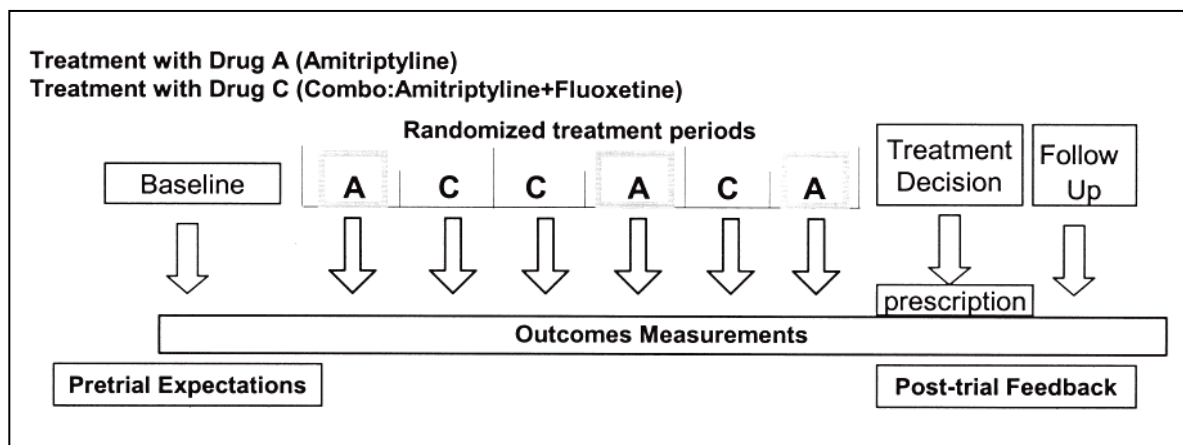 Treatment with Drug A (Amitriptyline)
Treatment with Drug C (Combo:Amitriptyline+Fluoxetine)
Randomized treatment periods
Baseline
A
C
C
A
C
A
Treatment
Decision
Follow
Up
prescription
Outcomes Measurements
Pretrial Expectations
Post-trial Feedback